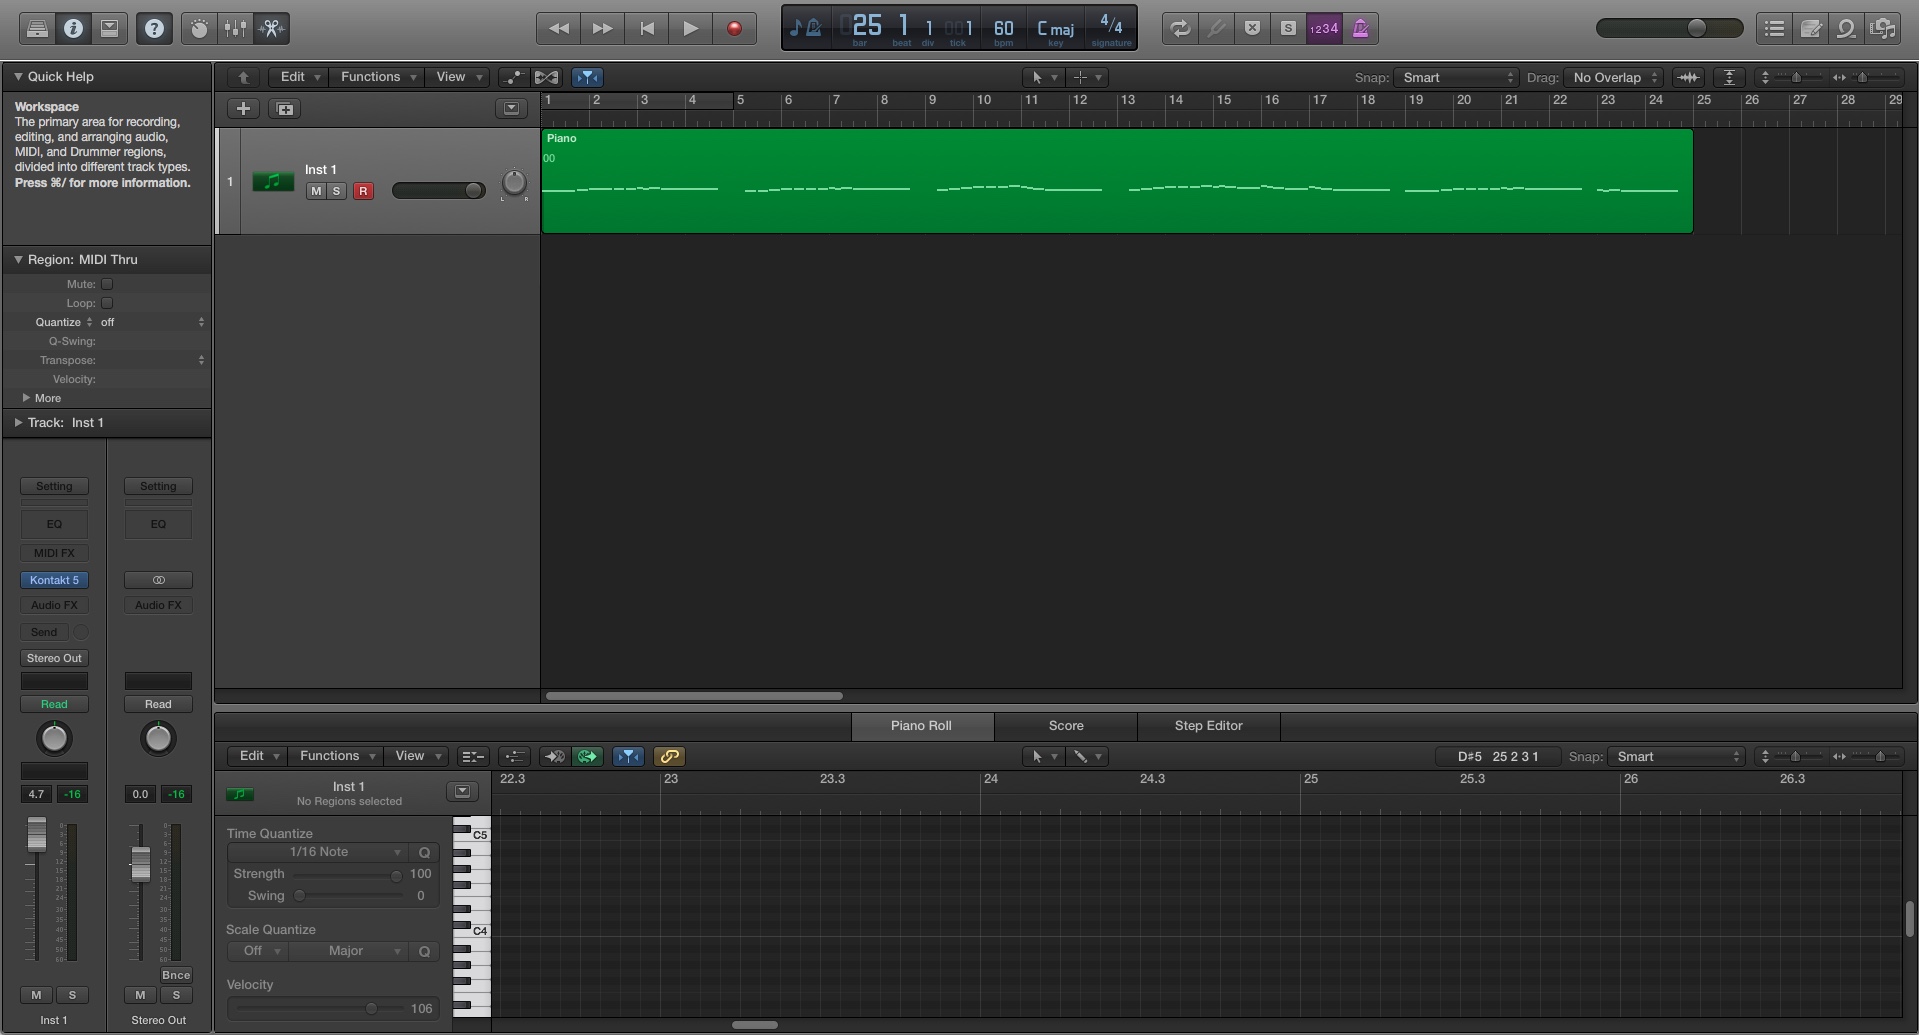 25 1 1 001 60 C maj 4/4
bar beat div tick bpm key signature
S 1234
Quick Help
Workspace
The primary area for recording,
editing, and arranging audio,
MIDI, and Drummer regions,
divided into different track types.
Press ⌘/ for more information.
Region: MIDI Thru
Mute:
Loop:
Quantize off
Q-Swing:
Transpose:
Velocity:
More
Track: Inst 1
Setting Setting
EQ EQ
MIDI FX
Kontakt 5
Audio FX Audio FX
Send
Stereo Out
Read Read
4.7 -16 0.0 -16
Bnce
M S M S
Inst 1 Stereo Out
Edit Functions View Snap: Smart Drag: No Overlap
1 2 3 4 5 6 7 8 9 10 11 12 13 14 15 16 17 18 19 20 21 22 23 24 25 26 27 28 29
1 Inst 1
M S R
L R
Piano
00
Piano Roll Score Step Editor
Edit Functions View D#5 25 2 3 1 Snap: Smart
22.3 23 23.3 24 24.3 25 25.3 26 26.3
Inst 1
No Regions selected
Time Quantize
1/16 Note Q
Strength 100
Swing 0
Scale Quantize
Off Major Q
Velocity
106
C5
C4